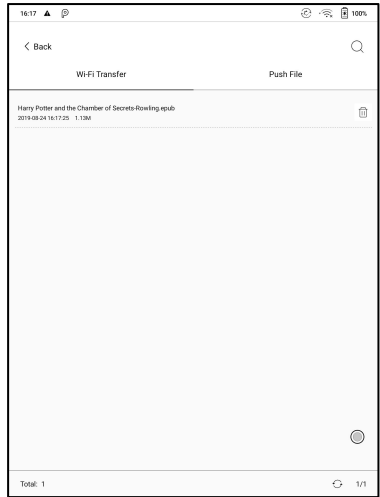 16:17 100%
Back
Wi-Fi Transfer Push File
Harry Potter and the Chamber of Secrets-Rowling.epub
2019-08-24 16:17:25 1.13M
Total: 1 1/1